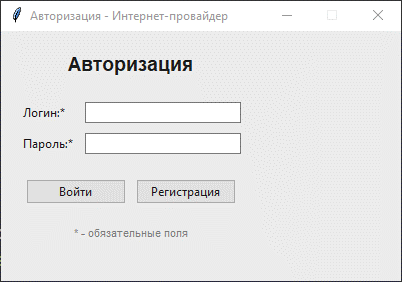 Авторизация - Интернет-провайдер
Авторизация
Логин:*
Пароль:*
Войти Регистрация
* - обязательные поля